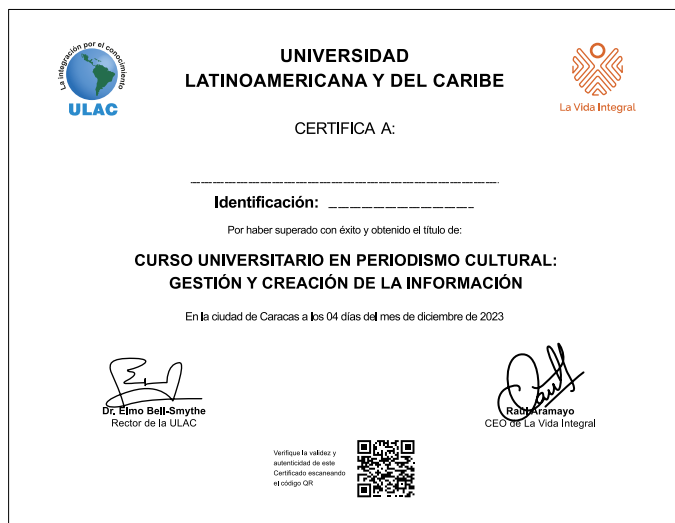 La integración por el conocimiento
ULAC
UNIVERSIDAD
LATINOAMERICANA Y DEL CARIBE
La Vida Integral
CERTIFICA A:
Identificación:
Por haber superado con éxito y obtenido el título de:
CURSO UNIVERSITARIO EN PERIODISMO CULTURAL:
GESTIÓN Y CREACIÓN DE LA INFORMACIÓN
En la ciudad de Caracas a los 04 días del mes de diciembre de 2023
Dr. Elmo Bell-Smythe
Rector de la ULAC
Raúl Aramayo
CEO de La Vida Integral
Verifique la validez y
autenticidad de este
Certificado escaneando
el código QR